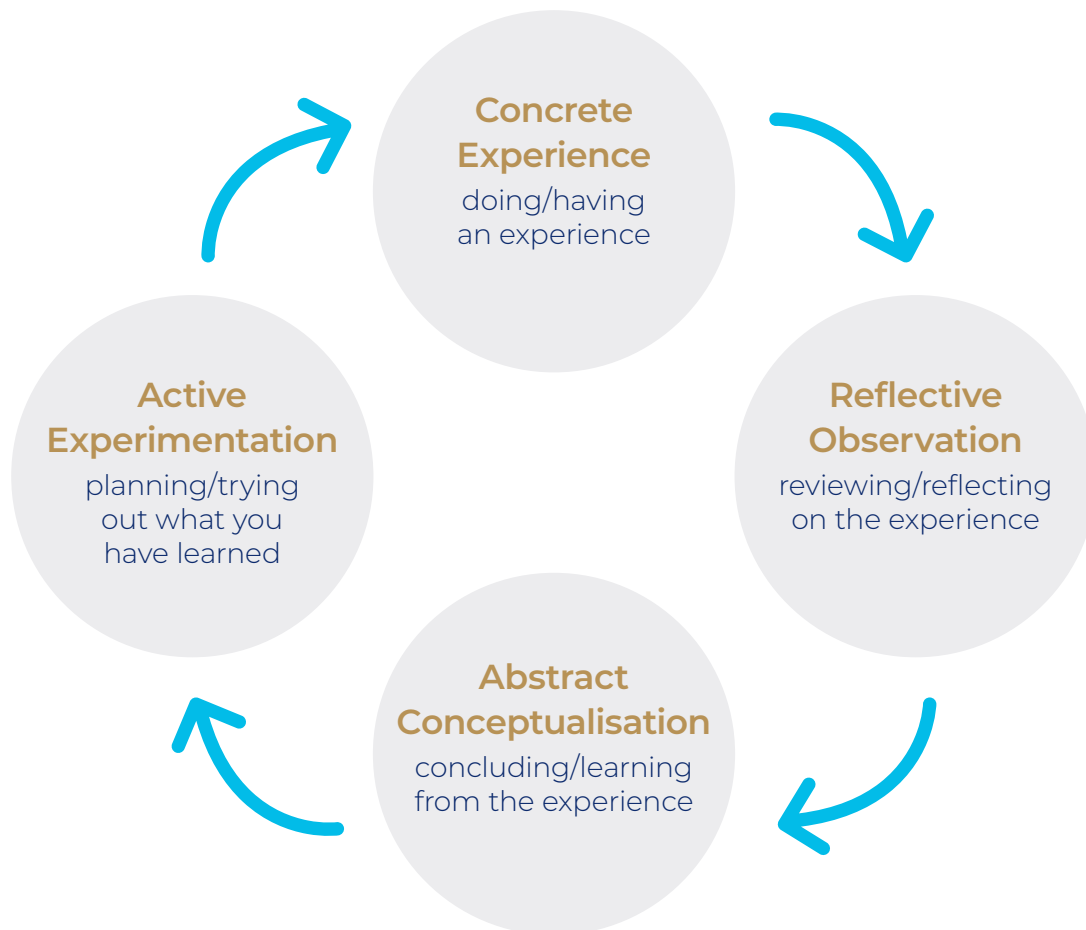 Concrete
Experience
doing/having
an experience
Reflective
Observation
reviewing/reflecting
on the experience
Abstract
Conceptualisation
concluding/learning
from the experience
Active
Experimentation
planning/trying
out what you
have learned